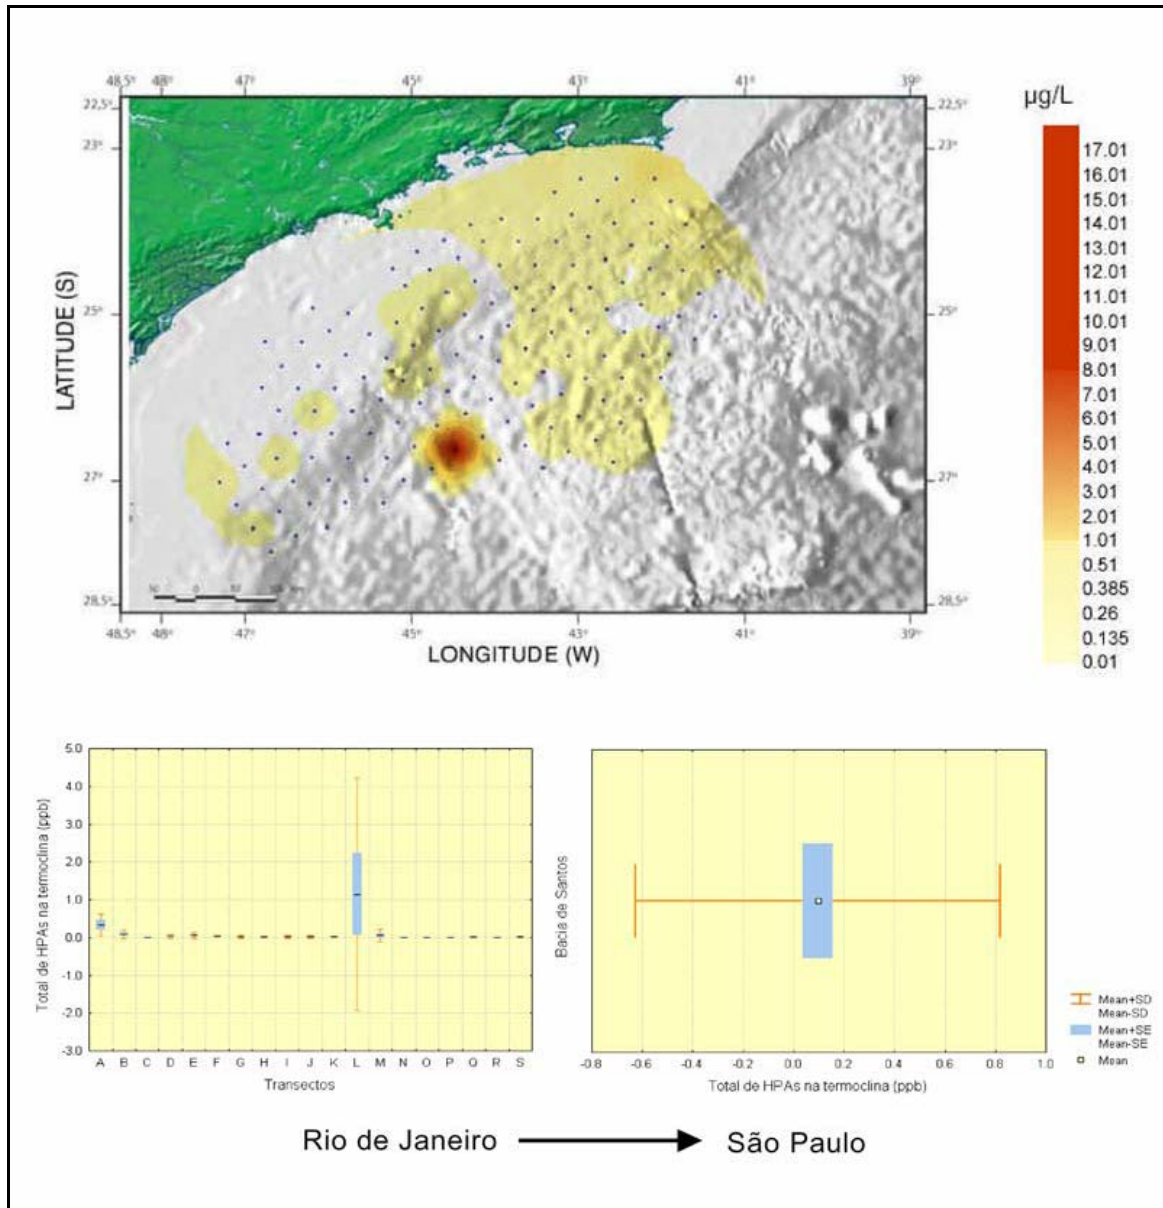 48.5° 48° 47° 45° 43° 41° 39°
22,5° 22,5°
23° 23°
25° 25°
27° 27°
28,5° 28,5°
48,5° 48° 47° 45° 43° 41° 39°
LATITUDE (S)
LONGITUDE (W)
µg/L
17.01
16.01
15.01
14.01
13.01
12.01
11.01
10.01
9.01
8.01
7.01
6.01
5.01
4.01
3.01
2.01
1.01
0.51
0.385
0.26
0.135
0.01
Total de HPAs na termoclina (ppb)
5.0
4.0
3.0
2.0
1.0
0.0
-1.0
-2.0
-3.0
A B C D E F G H I J K L M N O P Q R S
Transectos
Bacia de Santos
-0.8 -0.6 -0.4 -0.2 0.0 0.2 0.4 0.6 0.8 1.0
Total de HPAs na termoclina (ppb)
Mean+SD
Mean-SD
Mean+SE
Mean-SE
Mean
Rio de Janeiro São Paulo